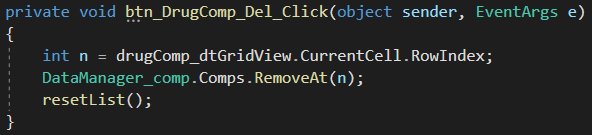 private void btn_DrugComp_Del_Click(object sender, EventArgs e)
{
    int n = drugComp_dtGridView.CurrentCell.RowIndex;
    DataManager_comp.Comps.RemoveAt(n);
    resetList();
}